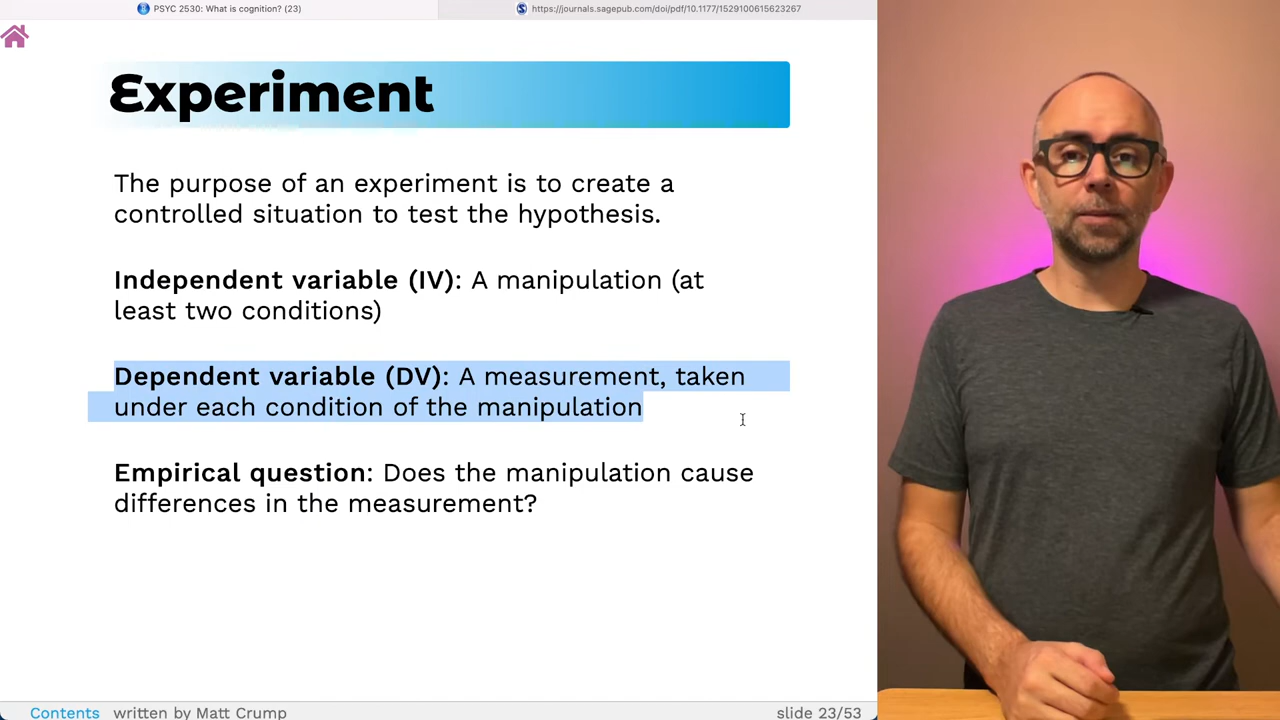 PSYC 2530: What is cognition? (23)
https://journals.sagepub.com/doi/pdf/10.1177/1529100615623267
Experiment
The purpose of an experiment is to create a
controlled situation to test the hypothesis.
Independent variable (IV): A manipulation (at
least two conditions)
Dependent variable (DV): A measurement, taken
under each condition of the manipulation
Empirical question: Does the manipulation cause
differences in the measurement?
Contents written by Matt Crump
slide 23/53